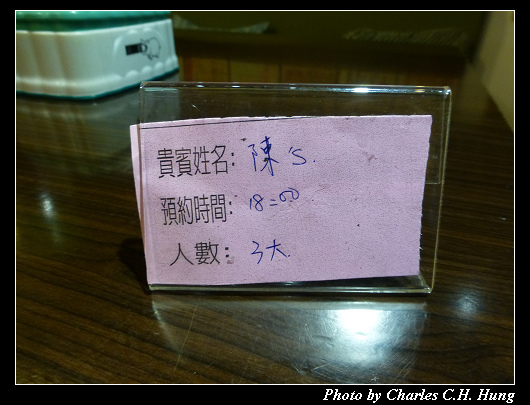 貴賓姓名：陳's.
預約時間：18=00
人數：3大.
Photo by Charles C.H. Hung